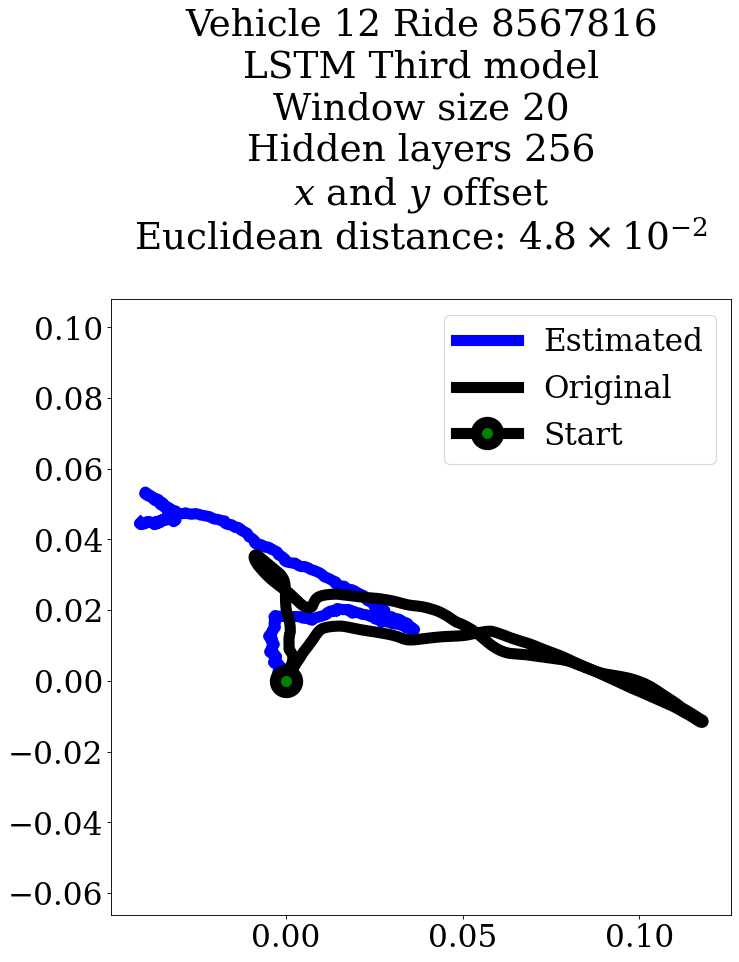 Vehicle 12 Ride 8567816
LSTM Third model
Window size 20
Hidden layers 256
x and y offset
Euclidean distance: 4.8 × 10⁻²
Estimated
Original
Start
0.10
0.08
0.06
0.04
0.02
0.00
−0.02
−0.04
−0.06
0.00 0.05 0.10